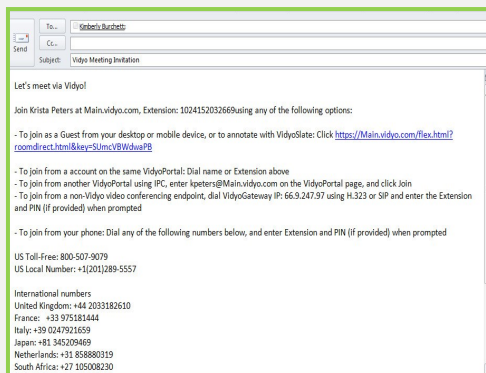 To...
Kimberly Burchett;
Send
Cc...
Subject:
Vidyo Meeting Invitation
Let's meet via Vidyo!
Join Krista Peters at Main.vidyo.com, Extension: 1024152032669using any of the following options:
- To join as a Guest from your desktop or mobile device, or to annotate with VidyoSlate: Click https://Main.vidyo.com/flex.html?
roomdirect.html&key=SUmcVBWdwaPB
- To join from a account on the same VidyoPortal: Dial name or Extension above
- To join from another VidyoPortal using IPC, enter kpeters@Main.vidyo.com on the VidyoPortal page, and click Join
- To join from a non-Vidyo video conferencing endpoint, dial VidyoGateway IP: 66.9.247.97 using H.323 or SIP and enter the Extension
and PIN (if provided) when prompted
- To join from your phone: Dial any of the following numbers below, and enter Extension and PIN (if provided) when prompted
US Toll-Free: 800-507-9079
US Local Number: +1(201)289-5557
International numbers
United Kingdom: +44 2033182610
France: +33 975181444
Italy: +39 0247921659
Japan: +81 345209469
Netherlands: +31 858880319
South Africa: +27 105008230